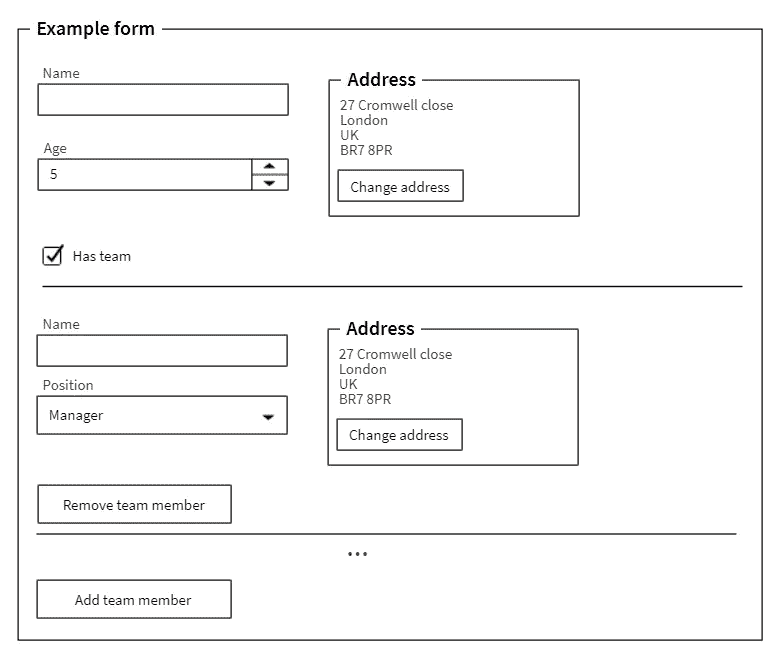 Example form
Name
Age
5
Address
27 Cromwell close
London
UK
BR7 8PR
Change address
Has team
Name
Position
Manager
Address
27 Cromwell close
London
UK
BR7 8PR
Change address
Remove team member
...
Add team member